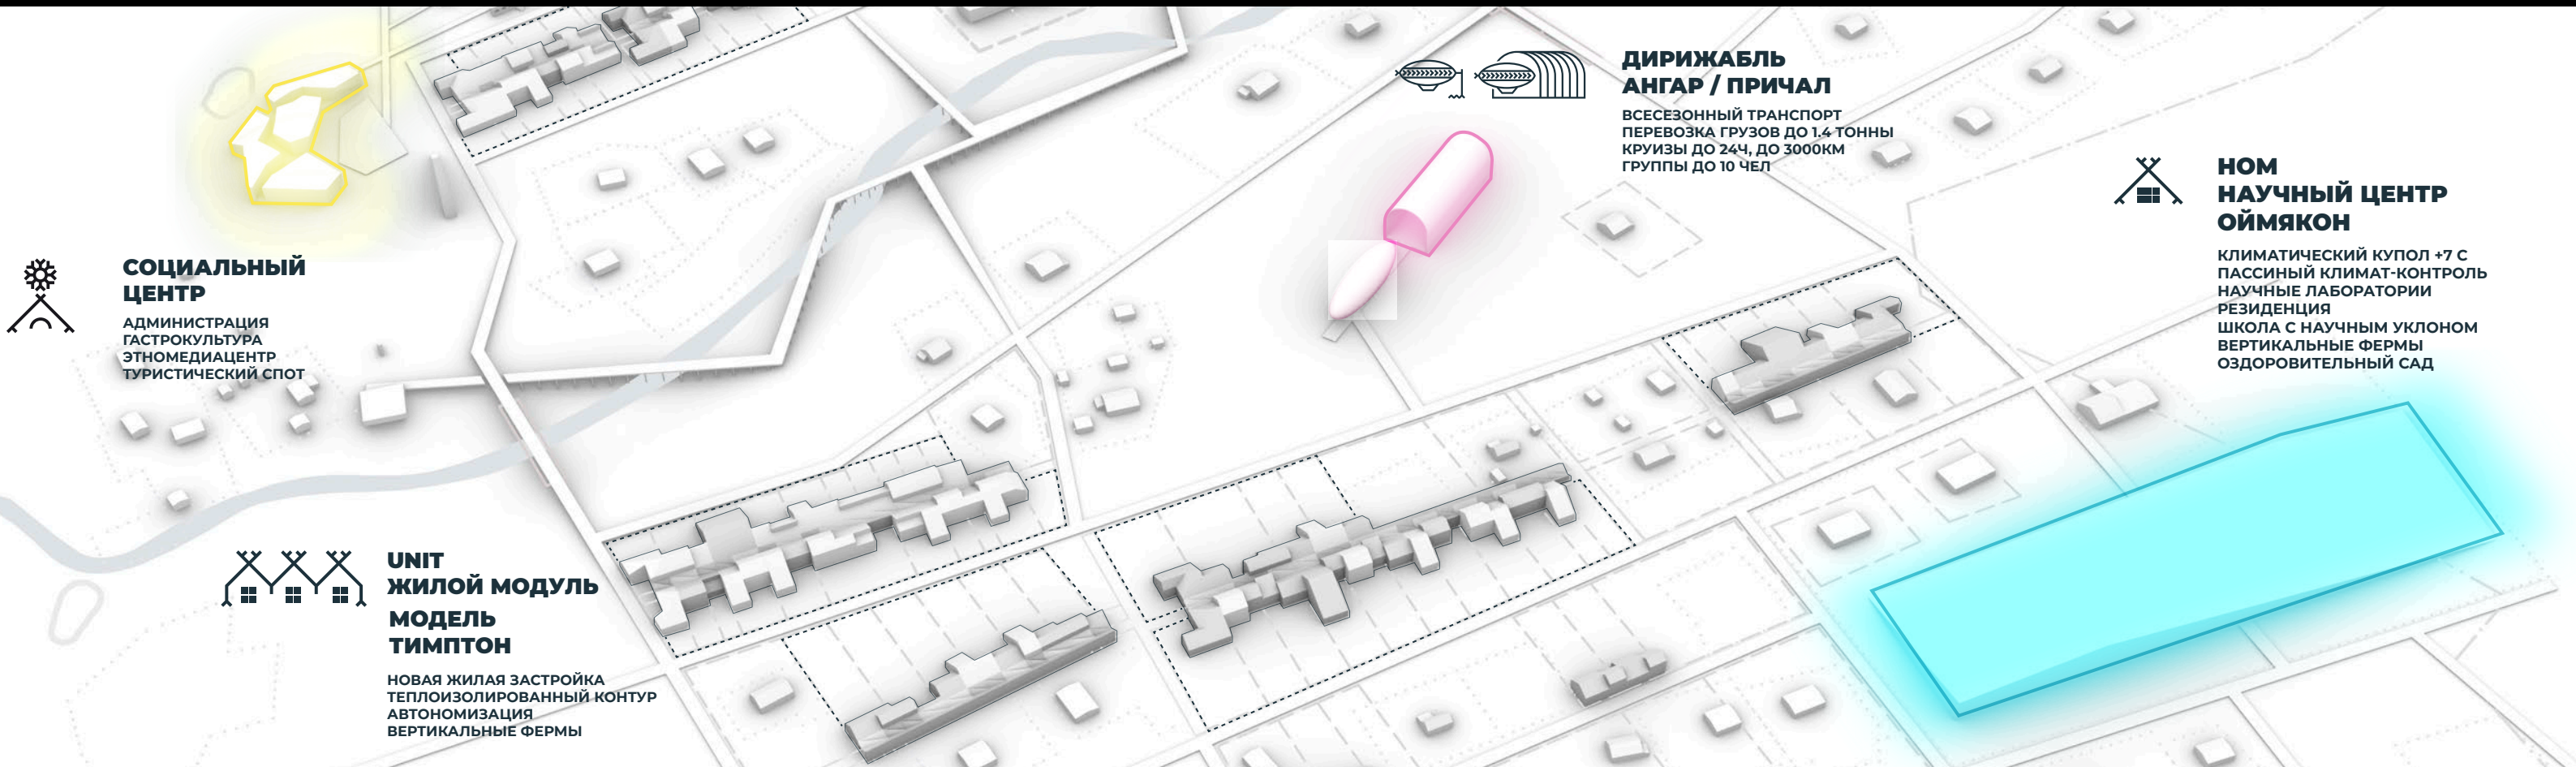 СОЦИАЛЬНЫЙ
ЦЕНТР
АДМИНИСТРАЦИЯ
ГАСТРОКУЛЬТУРА
ЭТНОМЕДИАЦЕНТР
ТУРИСТИЧЕСКИЙ СПОТ
UNIT
ЖИЛОЙ МОДУЛЬ
МОДЕЛЬ
ТИМПТОН
НОВАЯ ЖИЛАЯ ЗАСТРОЙКА
ТЕПЛОИЗОЛИРОВАННЫЙ КОНТУР
АВТОНОМИЗАЦИЯ
ВЕРТИКАЛЬНЫЕ ФЕРМЫ
ДИРИЖАБЛЬ
АНГАР / ПРИЧАЛ
ВСЕСЕЗОННЫЙ ТРАНСПОРТ
ПЕРЕВОЗКА ГРУЗОВ ДО 1.4 ТОННЫ
КРУИЗЫ ДО 24Ч, ДО 3000КМ
ГРУППЫ ДО 10 ЧЕЛ
НОМ
НАУЧНЫЙ ЦЕНТР
ОЙМЯКОН
КЛИМАТИЧЕСКИЙ КУПОЛ +7 С
ПАССИНЫЙ КЛИМАТ-КОНТРОЛЬ
НАУЧНЫЕ ЛАБОРАТОРИИ
РЕЗИДЕНЦИЯ
ШКОЛА С НАУЧНЫМ УКЛОНОМ
ВЕРТИКАЛЬНЫЕ ФЕРМЫ
ОЗДОРОВИТЕЛЬНЫЙ САД